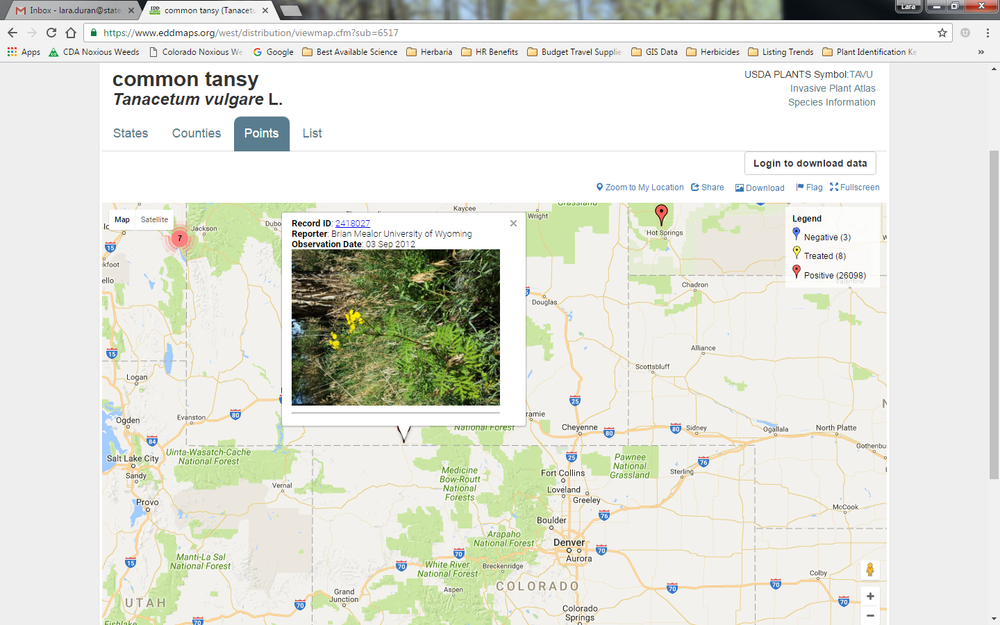 Inbox - lara.duran@state
common tansy (Tanacetu
Lara
https://www.eddmaps.org/west/distribution/viewmap.cfm?sub=6517
Apps
CDA Noxious Weeds
Colorado Noxious We
Google
Best Available Science
Herbaria
HR Benefits
Budget Travel Supplie
GIS Data
Herbicides
Listing Trends
Plant Identification Ke
»
common tansy
Tanacetum vulgare L.
USDA PLANTS Symbol:TAVU
Invasive Plant Atlas
Species Information
States
Counties
Points
List
Login to download data
Zoom to My Location
Share
Download
Flag
Fullscreen
Map
Satellite
Record ID: 2418027
Reporter: Brian Mealor University of Wyoming
Observation Date: 03 Sep 2012
Legend
Negative (3)
Treated (8)
Positive (26098)
7
Jackson
Dubo
Kaycee
Wright
Grassland
Hot Springs
15
ckfoot
ello
Chadron
Douglas
15
Alliance
Scottsbluff
Logan
25
Evanston
80
Ogden
84
ramie
National Forest
Cheyenne
80
80
Sidney
Ogallala
North Platte
80
Gothenbu
Uinta-Wasatch-Cache
National Forest
Salt Lake City
Sandy
Provo
Vernal
25
Pawnee
National
Grassland
76
Sterling
Medicine
Bow-Routt
National
Forests
Fort Collins
Loveland
Greeley
76
McCook
Boulder
Arapaho
National Forest
Denver
Aurora
70
70
70
15
Manti-La Sal
National Forest
White River
National Forest
Breckenridge
Colby
Grand
Junction
Aspen
COLORADO
70
70
70
70
UTAH
70
Colorado
Springs
Fishlake